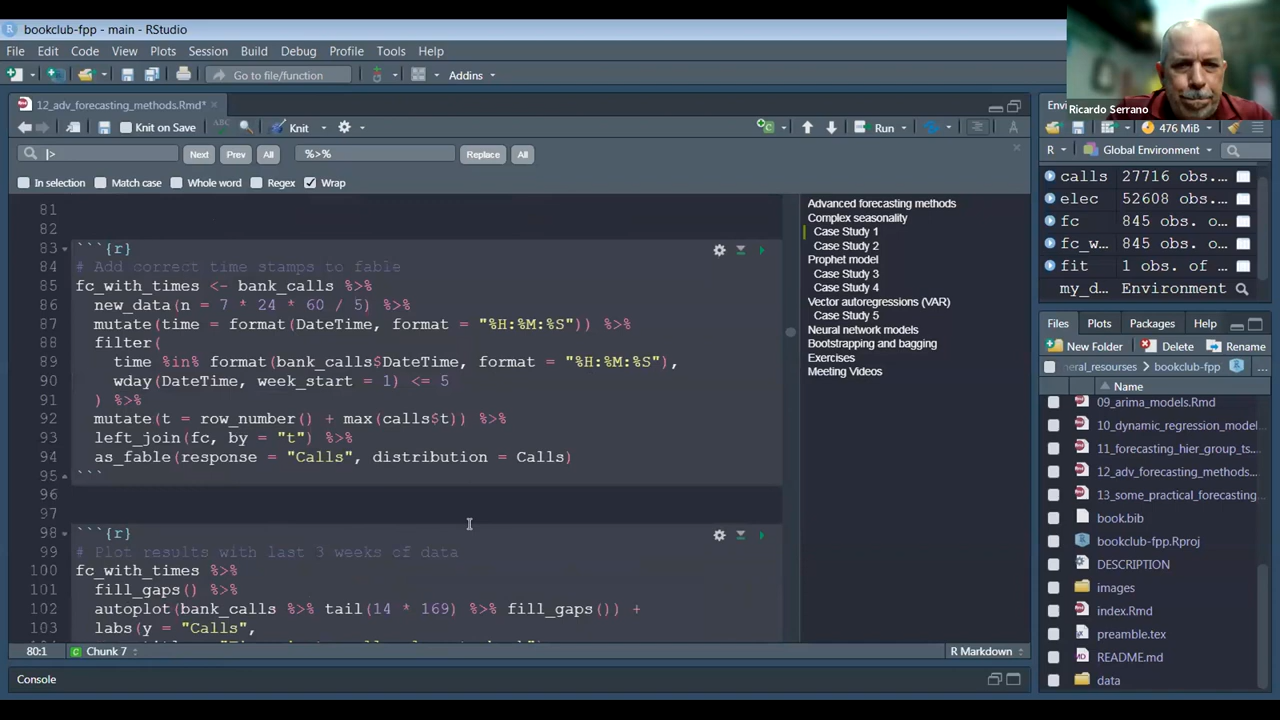 bookclub-fpp - main - RStudio
File Edit Code View Plots Session Build Debug Profile Tools Help
Go to file/function
Addins
Ricardo Serrano
12_adv_forecasting_methods.Rmd*
Knit on Save
ABC
Knit
Run
|>
Next Prev All
%>%
Replace All
In selection Match case Whole word Regex Wrap
81
82
83 ```{r}
84 # Add correct time stamps to fable
85 fc_with_times <- bank_calls %>%
86 new_data(n = 7 * 24 * 60 / 5) %>%
87 mutate(time = format(DateTime, format = "%H:%M:%S")) %>%
88 filter(
89 time %in% format(bank_calls$DateTime, format = "%H:%M:%S"),
90 wday(DateTime, week_start = 1) <= 5
91 ) %>%
92 mutate(t = row_number() + max(calls$t)) %>%
93 left_join(fc, by = "t") %>%
94 as_fable(response = "Calls", distribution = Calls)
95 ```
96
97
98 ```{r}
99 # Plot results with last 3 weeks of data
100 fc_with_times %>%
101 fill_gaps() %>%
102 autoplot(bank_calls %>% tail(14 * 169) %>% fill_gaps()) +
103 labs(y = "Calls",
80:1 Chunk 7 R Markdown
Console
Advanced forecasting methods
Complex seasonality
Case Study 1
Case Study 2
Prophet model
Case Study 3
Case Study 4
Vector autoregressions (VAR)
Case Study 5
Neural network models
Bootstrapping and bagging
Exercises
Meeting Videos
476 MiB
R Global Environment
calls 27716 obs....
elec 52608 obs....
fc 845 obs. o...
fc_w... 845 obs. o...
fit 1 obs. of ...
my_d... Environment
Files Plots Packages Help
New Folder Delete Rename
bookclub-fpp ...
Name
09_arima_models.Rmd
10_dynamic_regression_model
11_forecasting_hier_group_ts.
12_adv_forecasting_methods.
13_some_practical_forecasting
book.bib
bookclub-fpp.Rproj
DESCRIPTION
images
index.Rmd
preamble.tex
README.md
data